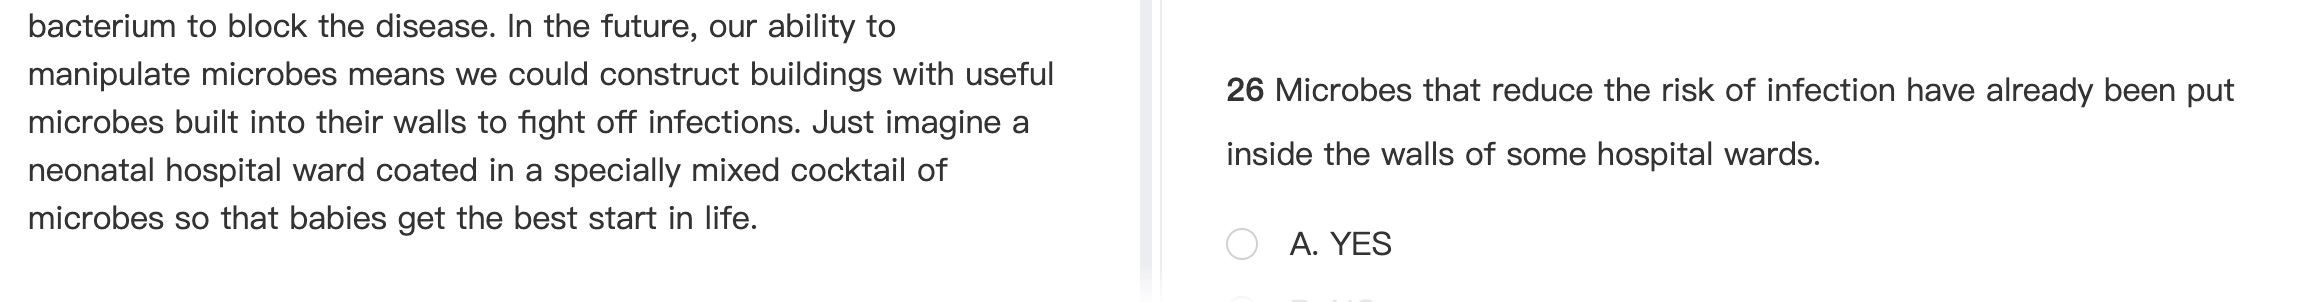 bacterium to block the disease. In the future, our ability to
manipulate microbes means we could construct buildings with useful
microbes built into their walls to fight off infections. Just imagine a
neonatal hospital ward coated in a specially mixed cocktail of
microbes so that babies get the best start in life.
26 Microbes that reduce the risk of infection have already been put
inside the walls of some hospital wards.
A. YES